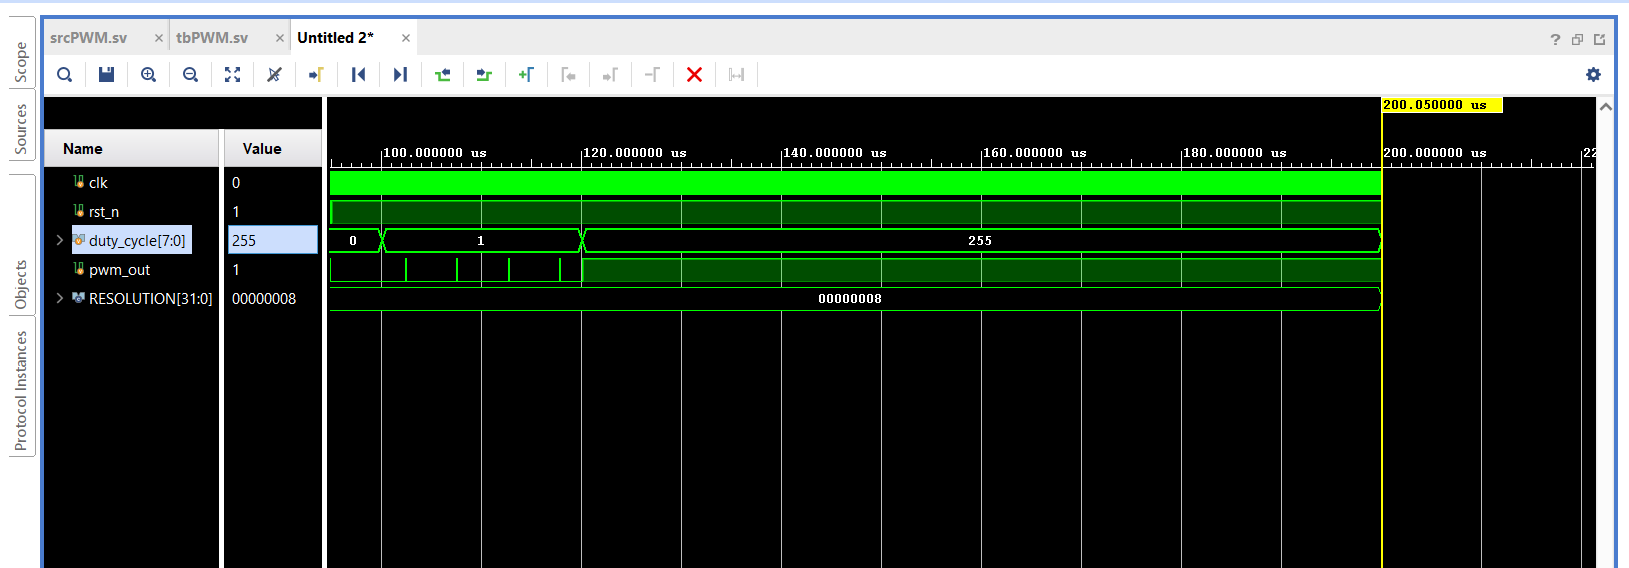 srcPWM.sv × tbPWM.sv × Untitled 2* ×
?
Scope
Sources
Objects
Protocol Instances
200.050000 us
Name Value
100.000000 us 120.000000 us 140.000000 us 160.000000 us 180.000000 us 200.000000 us 22
clk 0
rst_n 1
duty_cycle[7:0] 255 0 1 255
pwm_out 1
RESOLUTION[31:0] 00000008 00000008